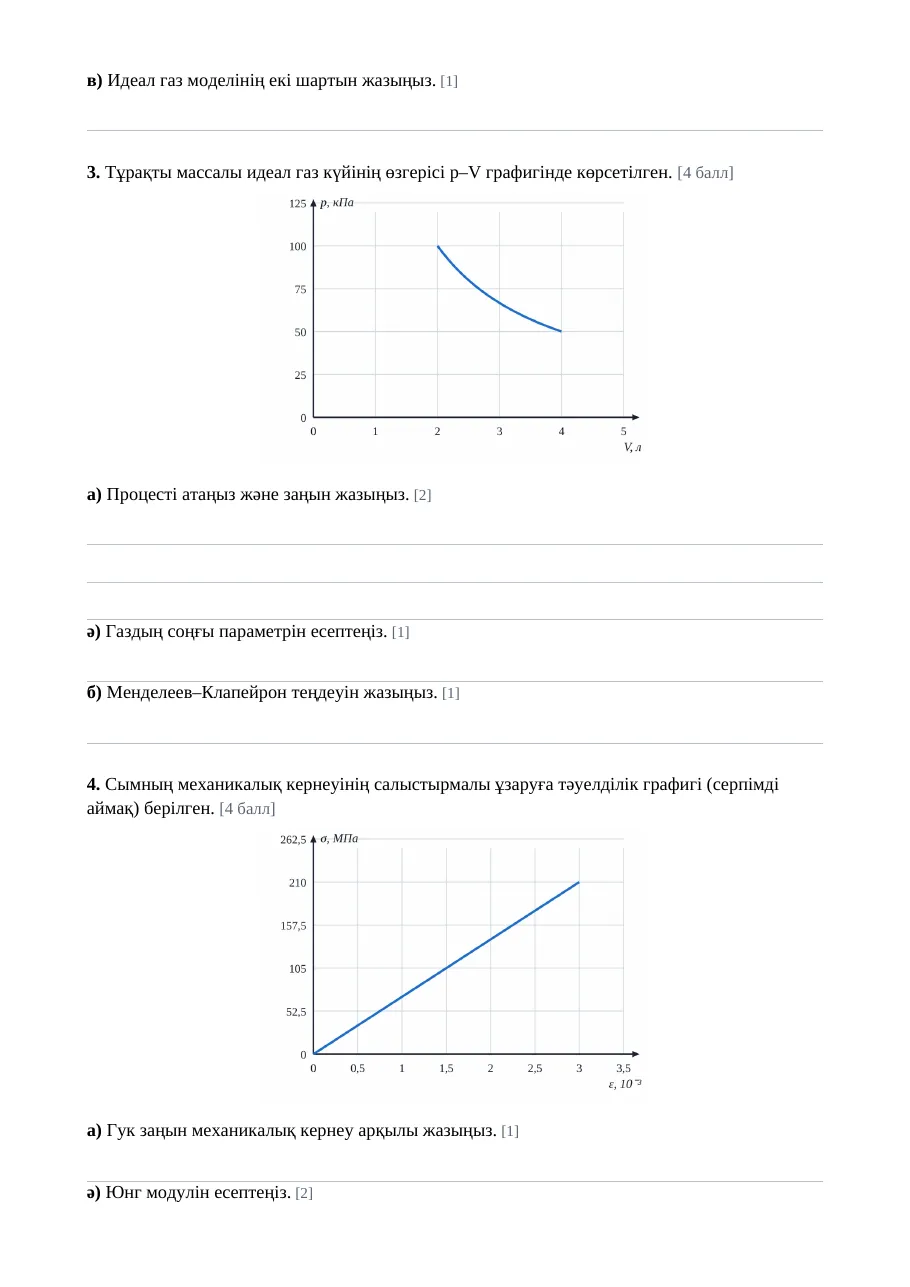 в) Идеал газ моделінің екі шартын жазыңыз. [1]
3. Тұрақты массалы идеал газ күйінің өзгерісі p–V графигінде көрсетілген. [4 балл]
125 p, кПа
100
75
50
25
0
0 1 2 3 4 5
V, л
а) Процесті атаңыз және заңын жазыңыз. [2]
ә) Газдың соңғы параметрін есептеңіз. [1]
б) Менделеев–Клапейрон теңдеуін жазыңыз. [1]
4. Сымның механикалық кернеуінің салыстырмалы ұзаруға тәуелділік графигі (серпімді
аймақ) берілген. [4 балл]
262,5 σ, МПа
210
157,5
105
52,5
0
0 0,5 1 1,5 2 2,5 3 3,5
ε, 10⁻³
а) Гук заңын механикалық кернеу арқылы жазыңыз. [1]
ә) Юнг модулін есептеңіз. [2]